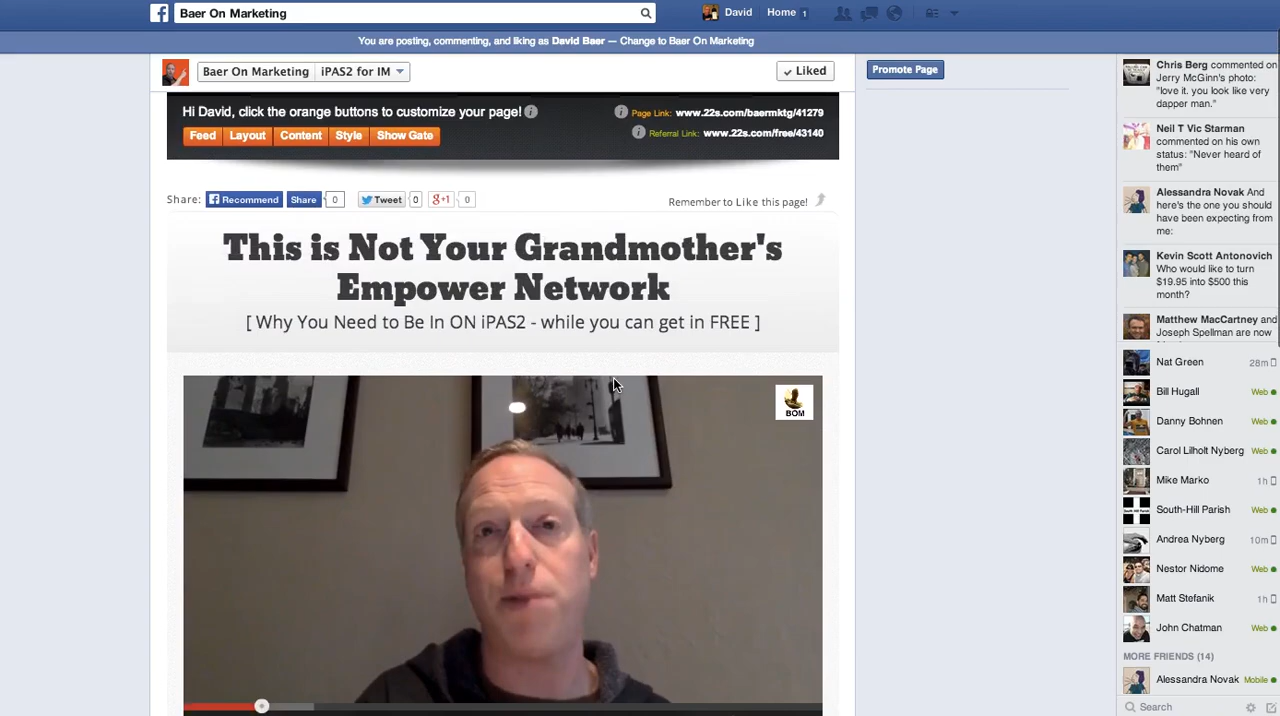 Baer On Marketing
David
Home 1
You are posting, commenting, and liking as David Baer — Change to Baer On Marketing
Baer On Marketing iPAS2 for IM
Liked
Promote Page
Hi David, click the orange buttons to customize your page!
Page Link: www.22s.com/baermktg/41279
Feed Layout Content Style Show Gate
Referral Link: www.22s.com/free/43140
Share: Recommend Share 0 Tweet 0 +1 0
Remember to Like this page!
This is Not Your Grandmother's
Empower Network
[ Why You Need to Be In ON iPAS2 - while you can get in FREE ]
BOM
Chris Berg commented on
Jerry McGinn's photo:
"love it. you look like very
dapper man."
Neil T Vic Starman
commented on his own
status: "Never heard of
them"
Alessandra Novak And
here's the one you should
have been expecting from
me:
Kevin Scott Antonovich
Who would like to turn
$19.95 into $500 this
month?
Matthew MacCartney and
Joseph Spellman are now
Nat Green 28m
Bill Hugall Web
Danny Bohnen Web
Carol Lilholt Nyberg Web
Mike Marko 1h
South-Hill Parish Web
Andrea Nyberg 10m
Nestor Nidome Web
Matt Stefanik 1h
John Chatman Web
MORE FRIENDS (14)
Alessandra Novak Mobile
Search